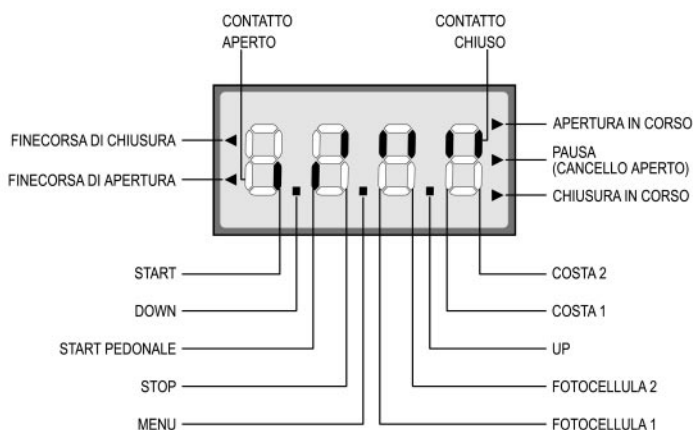 CONTATTO
APERTO
CONTATTO
CHIUSO
FINECORSA DI CHIUSURA
FINECORSA DI APERTURA
APERTURA IN CORSO
PAUSA
(CANCELLO APERTO)
CHIUSURA IN CORSO
START
DOWN
START PEDONALE
STOP
MENU
COSTA 2
COSTA 1
UP
FOTOCELLULA 2
FOTOCELLULA 1